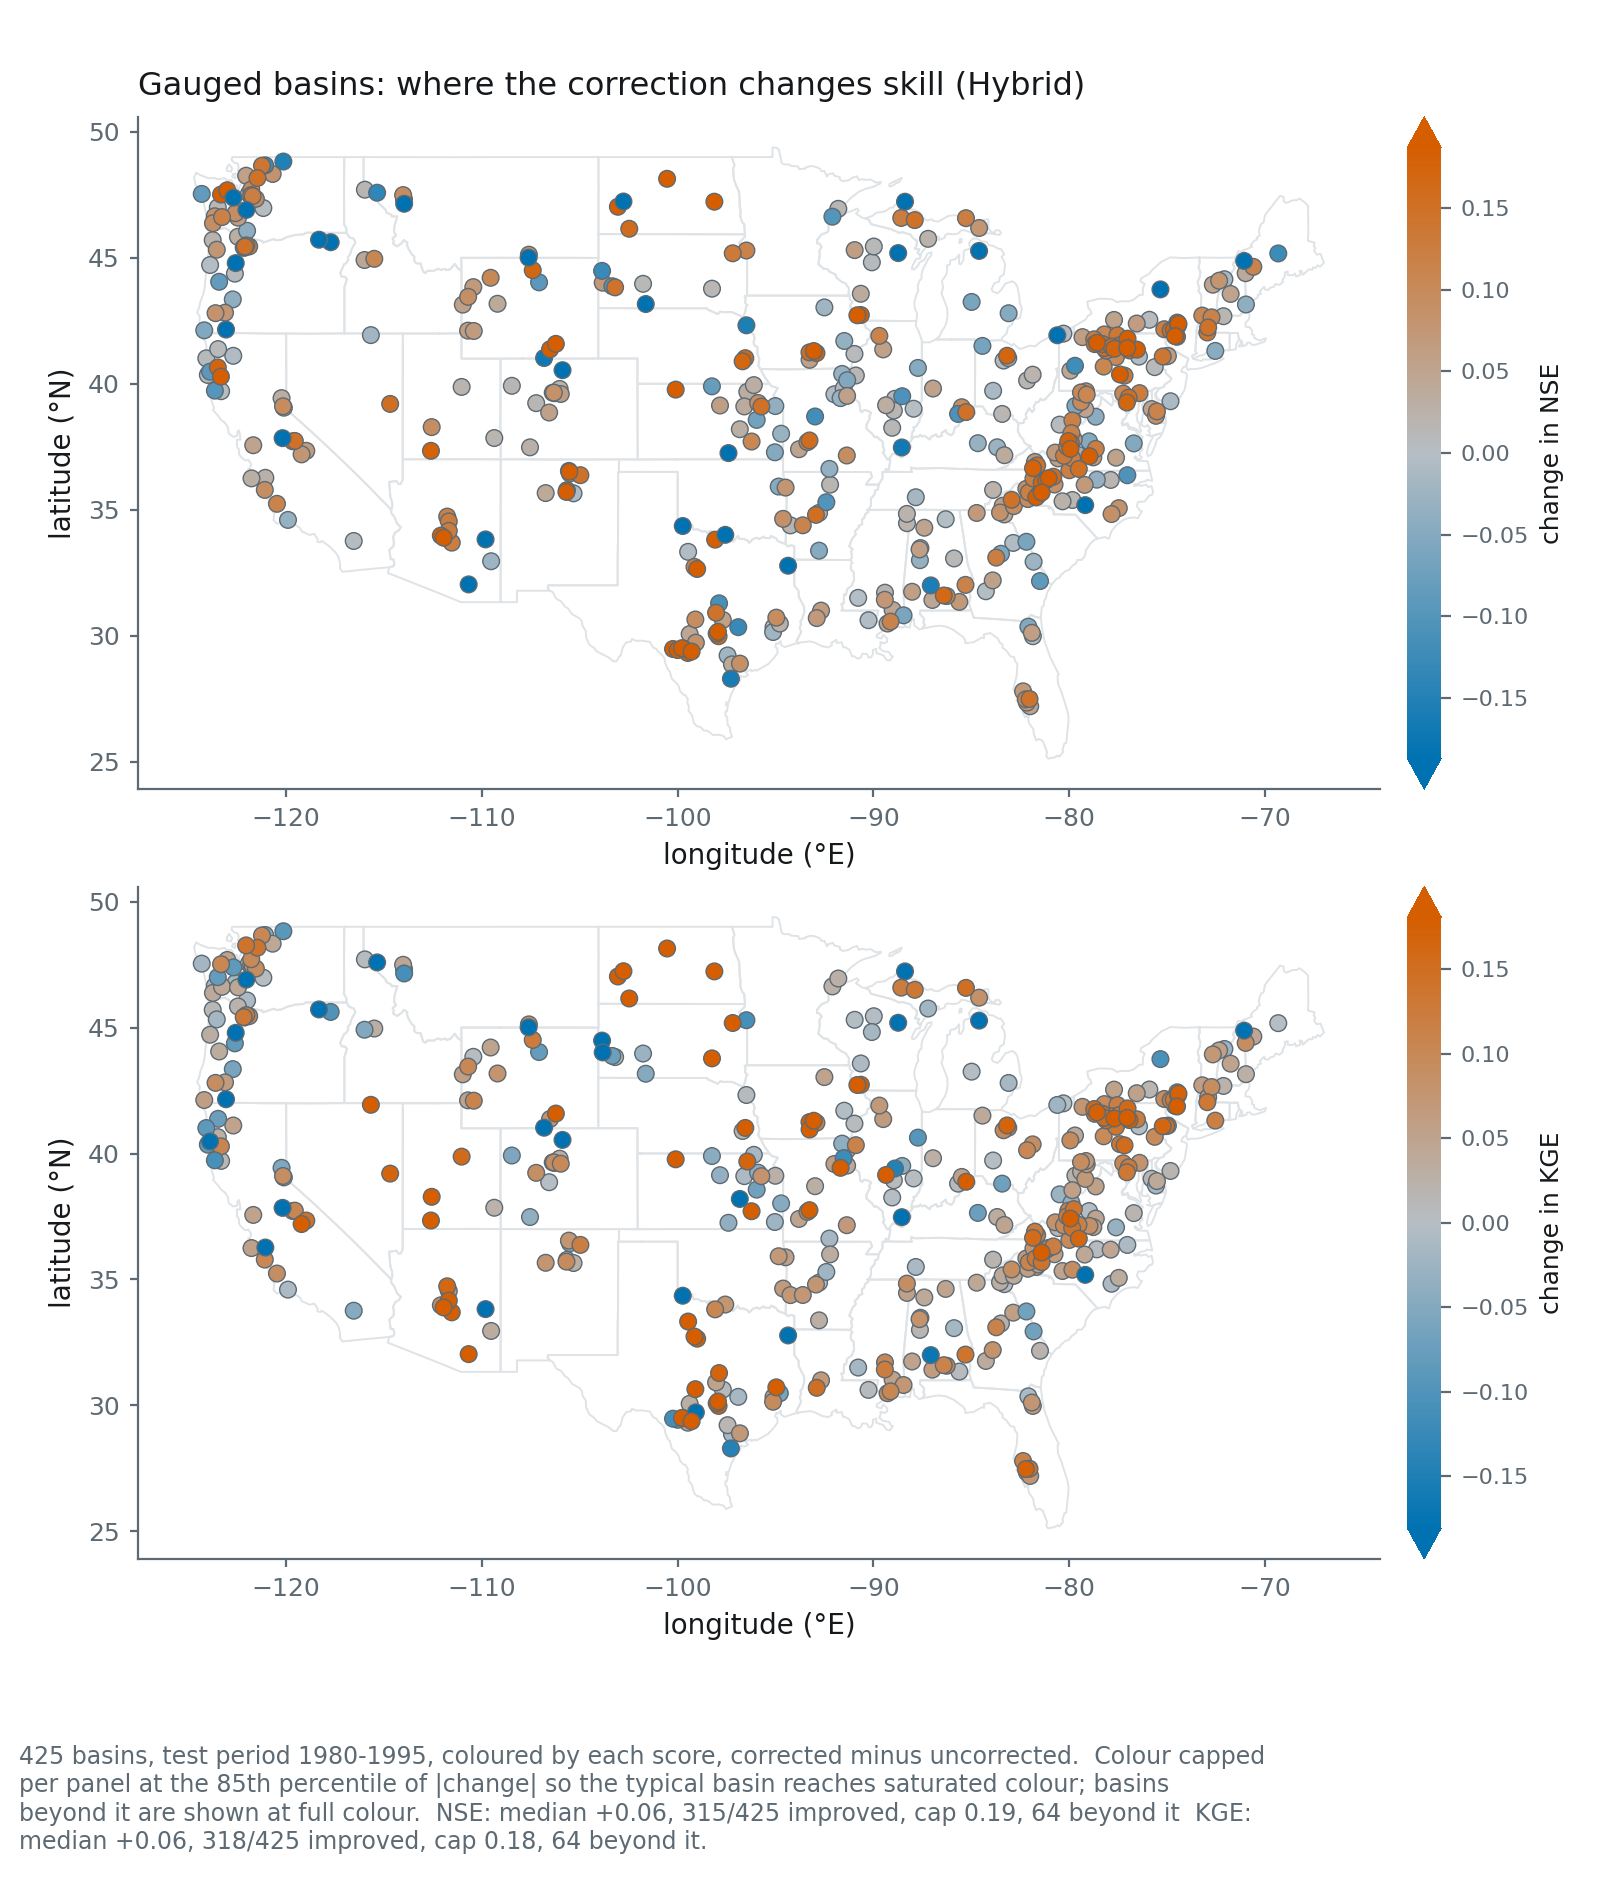 Gauged basins: where the correction changes skill (Hybrid)
50
45
40
35
30
25
latitude (°N)
−120 −110 −100 −90 −80 −70
longitude (°E)
0.15
0.10
0.05
0.00
−0.05
−0.10
−0.15
change in NSE
50
45
40
35
30
25
latitude (°N)
−120 −110 −100 −90 −80 −70
longitude (°E)
0.15
0.10
0.05
0.00
−0.05
−0.10
−0.15
change in KGE
425 basins, test period 1980-1995, coloured by each score, corrected minus uncorrected.  Colour capped
per panel at the 85th percentile of |change| so the typical basin reaches saturated colour; basins
beyond it are shown at full colour.  NSE: median +0.06, 315/425 improved, cap 0.19, 64 beyond it  KGE:
median +0.06, 318/425 improved, cap 0.18, 64 beyond it.